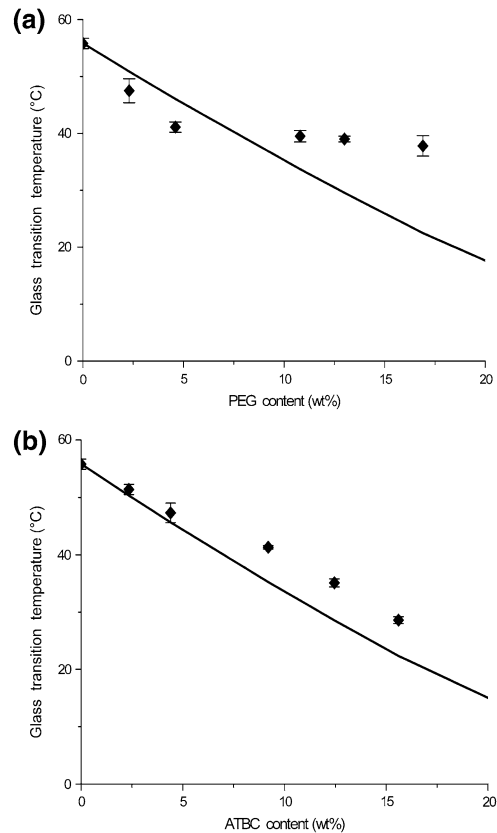 (a)
60
40
20
0
Glass transition temperature (°C)
0 5 10 15 20
PEG content (wt%)
(b)
60
40
20
0
Glass transition temperature (°C)
0 5 10 15 20
ATBC content (wt%)